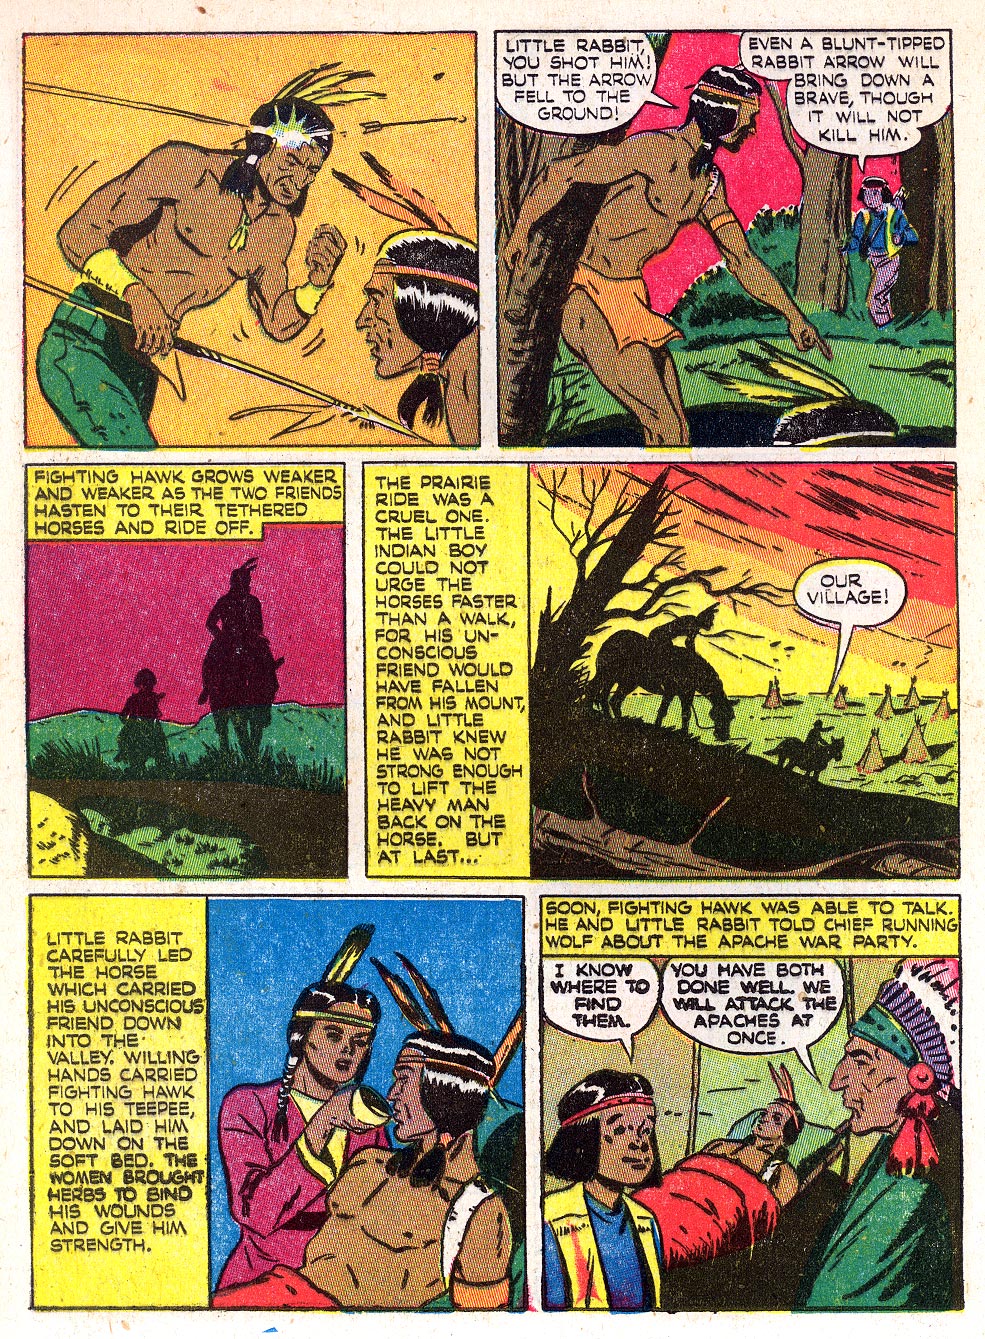 LITTLE RABBIT,
YOU SHOT HIM!
BUT THE ARROW
FELL TO THE
GROUND!
EVEN A BLUNT-TIPPED
RABBIT ARROW WILL
BRING DOWN A
BRAVE, THOUGH
IT WILL NOT
KILL HIM.
FIGHTING HAWK GROWS WEAKER
AND WEAKER AS THE TWO FRIENDS
HASTEN TO THEIR TETHERED
HORSES AND RIDE OFF.
THE PRAIRIE
RIDE WAS A
CRUEL ONE.
THE LITTLE
INDIAN BOY
COULD NOT
URGE THE
HORSES FASTER
THAN A WALK,
FOR HIS UN-
CONSCIOUS
FRIEND WOULD
HAVE FALLEN
FROM HIS MOUNT,
AND LITTLE
RABBIT KNEW
HE WAS NOT
STRONG ENOUGH
TO LIFT THE
HEAVY MAN
BACK ON THE
HORSE. BUT
AT LAST...
OUR
VILLAGE!
LITTLE RABBIT
CAREFULLY LED
THE HORSE
WHICH CARRIED
HIS UNCONSCIOUS
FRIEND DOWN
INTO THE
VALLEY. WILLING
HANDS CARRIED
FIGHTING HAWK
TO HIS TEEPEE,
AND LAID HIM
DOWN ON THE
SOFT BED. THE
WOMEN BROUGHT
HERBS TO BIND
HIS WOUNDS
AND GIVE HIM
STRENGTH.
SOON, FIGHTING HAWK WAS ABLE TO TALK.
HE AND LITTLE RABBIT TOLD CHIEF RUNNING
WOLF ABOUT THE APACHE WAR PARTY.
I KNOW
WHERE TO
FIND
THEM.
YOU HAVE BOTH
DONE WELL. WE
WILL ATTACK THE
APACHES AT
ONCE.